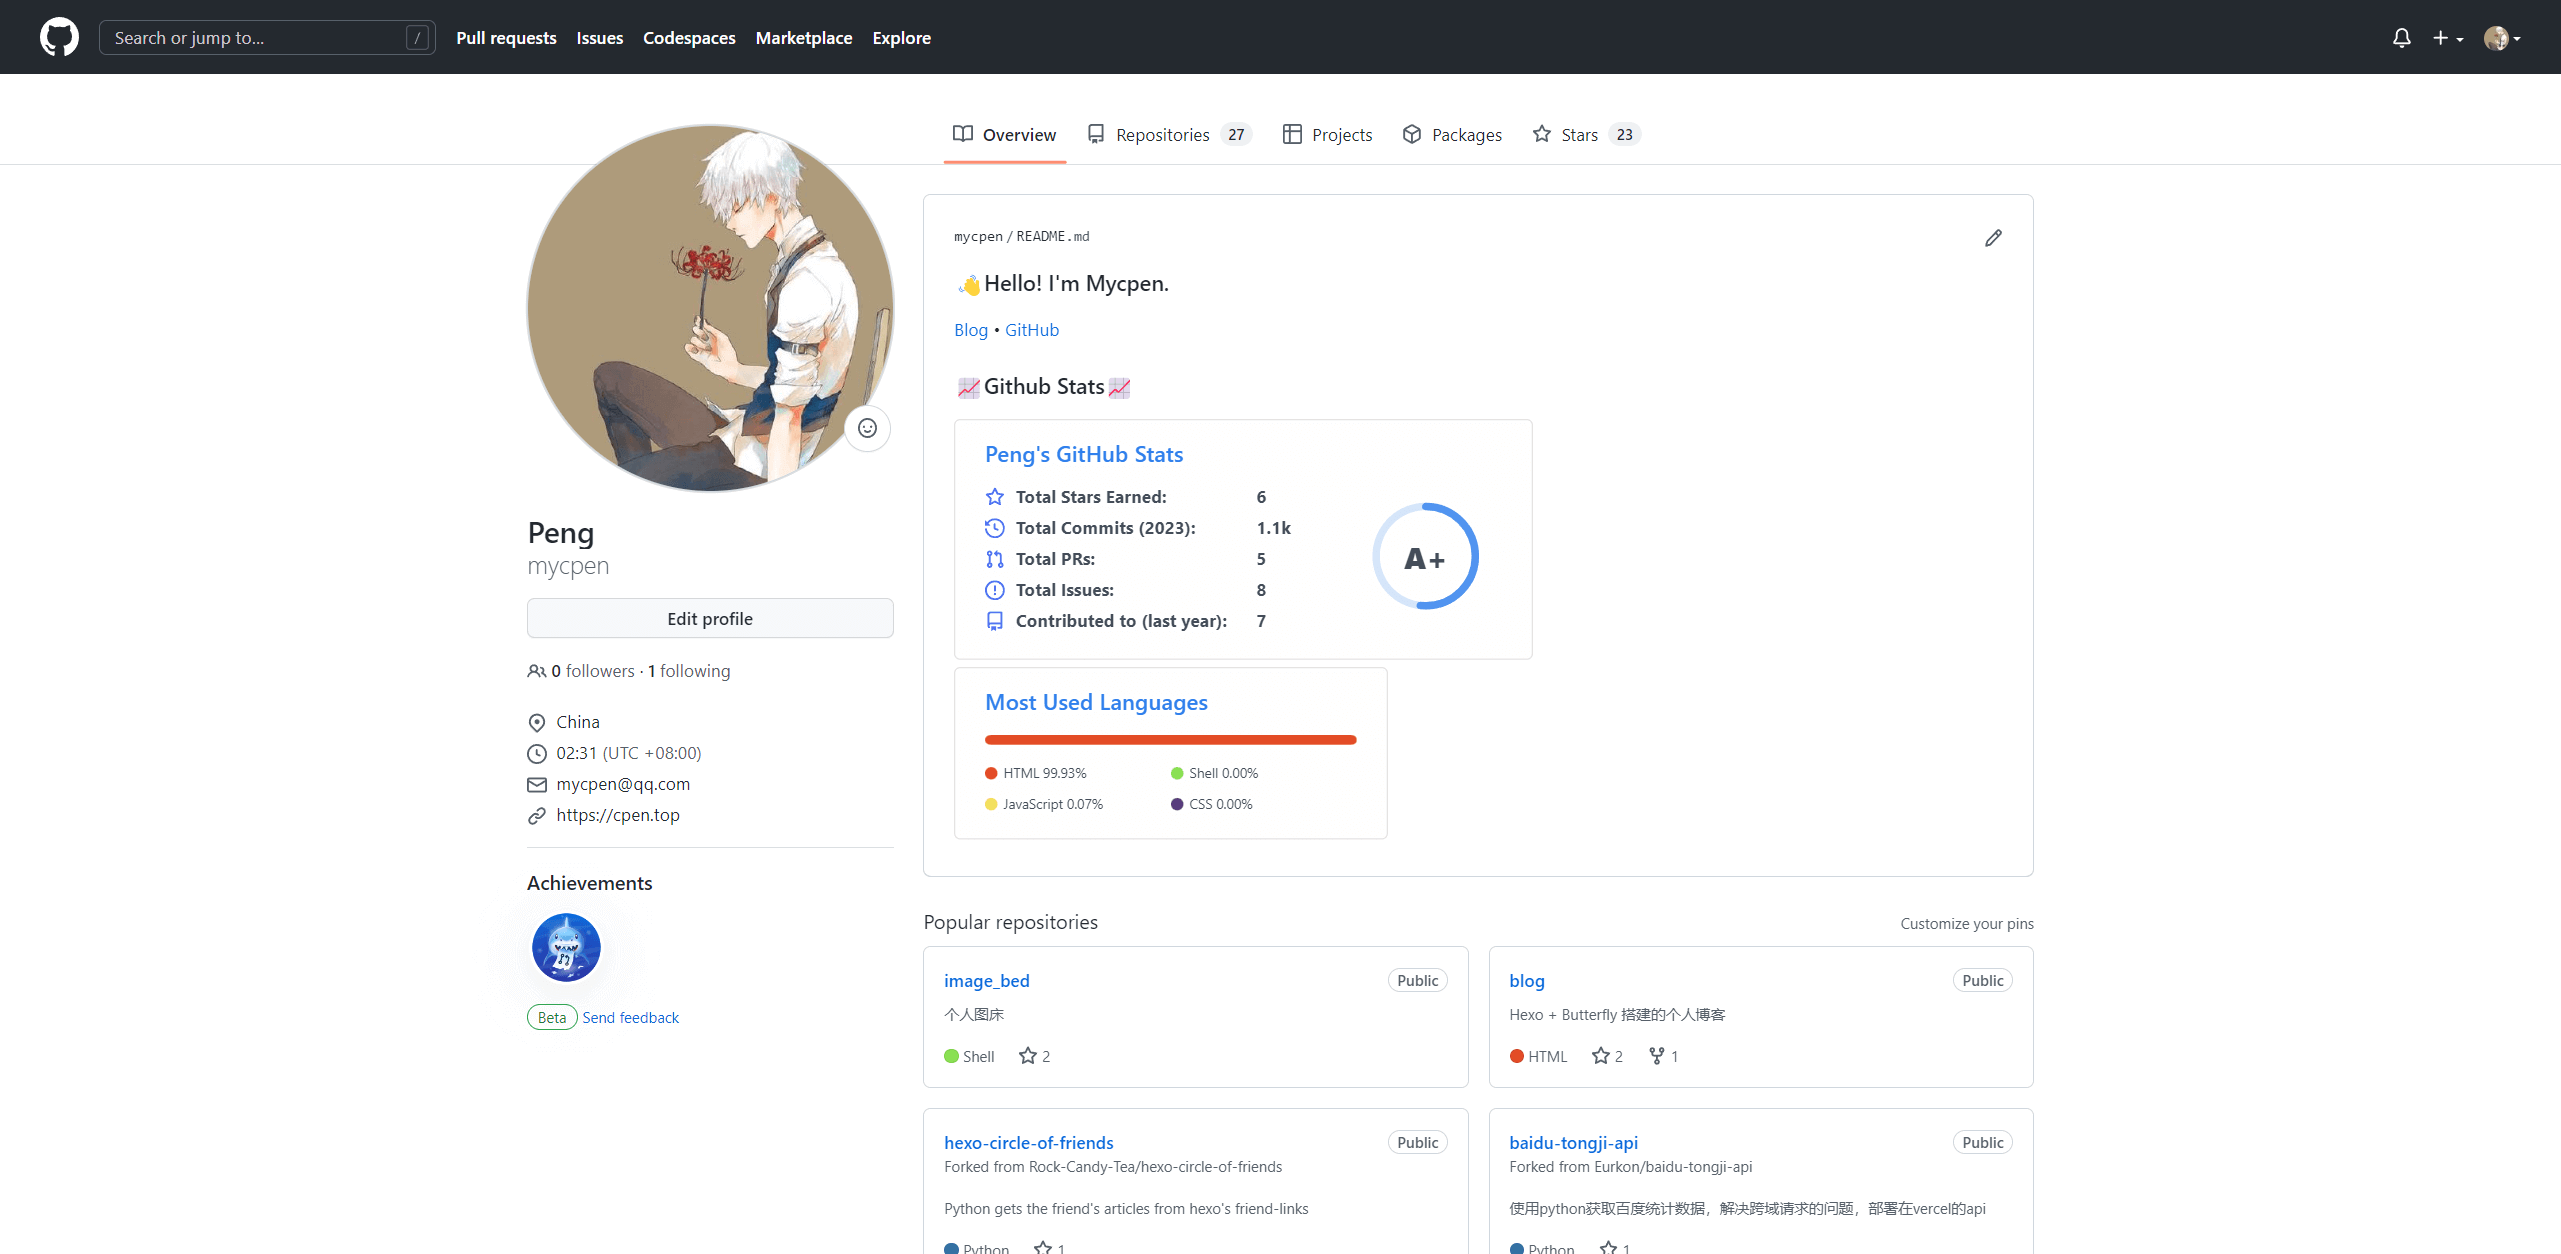 Search or jump to... /
Pull requests Issues Codespaces Marketplace Explore
Overview Repositories 27 Projects Packages Stars 23
Peng
mycpen
Edit profile
0 followers · 1 following
China
02:31 (UTC +08:00)
mycpen@qq.com
https://cpen.top
Achievements
Beta Send feedback
mycpen / README.md
👋Hello! I'm Mycpen.
Blog • GitHub
📈Github Stats📈
Peng's GitHub Stats
Total Stars Earned: 6
Total Commits (2023): 1.1k
Total PRs: 5
Total Issues: 8
Contributed to (last year): 7
A+
Most Used Languages
HTML 99.93%
Shell 0.00%
JavaScript 0.07%
CSS 0.00%
Popular repositories
Customize your pins
image_bed Public
个人图床
Shell 2
blog Public
Hexo + Butterfly 搭建的个人博客
HTML 2 1
hexo-circle-of-friends Public
Forked from Rock-Candy-Tea/hexo-circle-of-friends
Python gets the friend's articles from hexo's friend-links
Python 1
baidu-tongji-api Public
Forked from Eurkon/baidu-tongji-api
使用python获取百度统计数据，解决跨域请求的问题，部署在vercel的api
Python 1